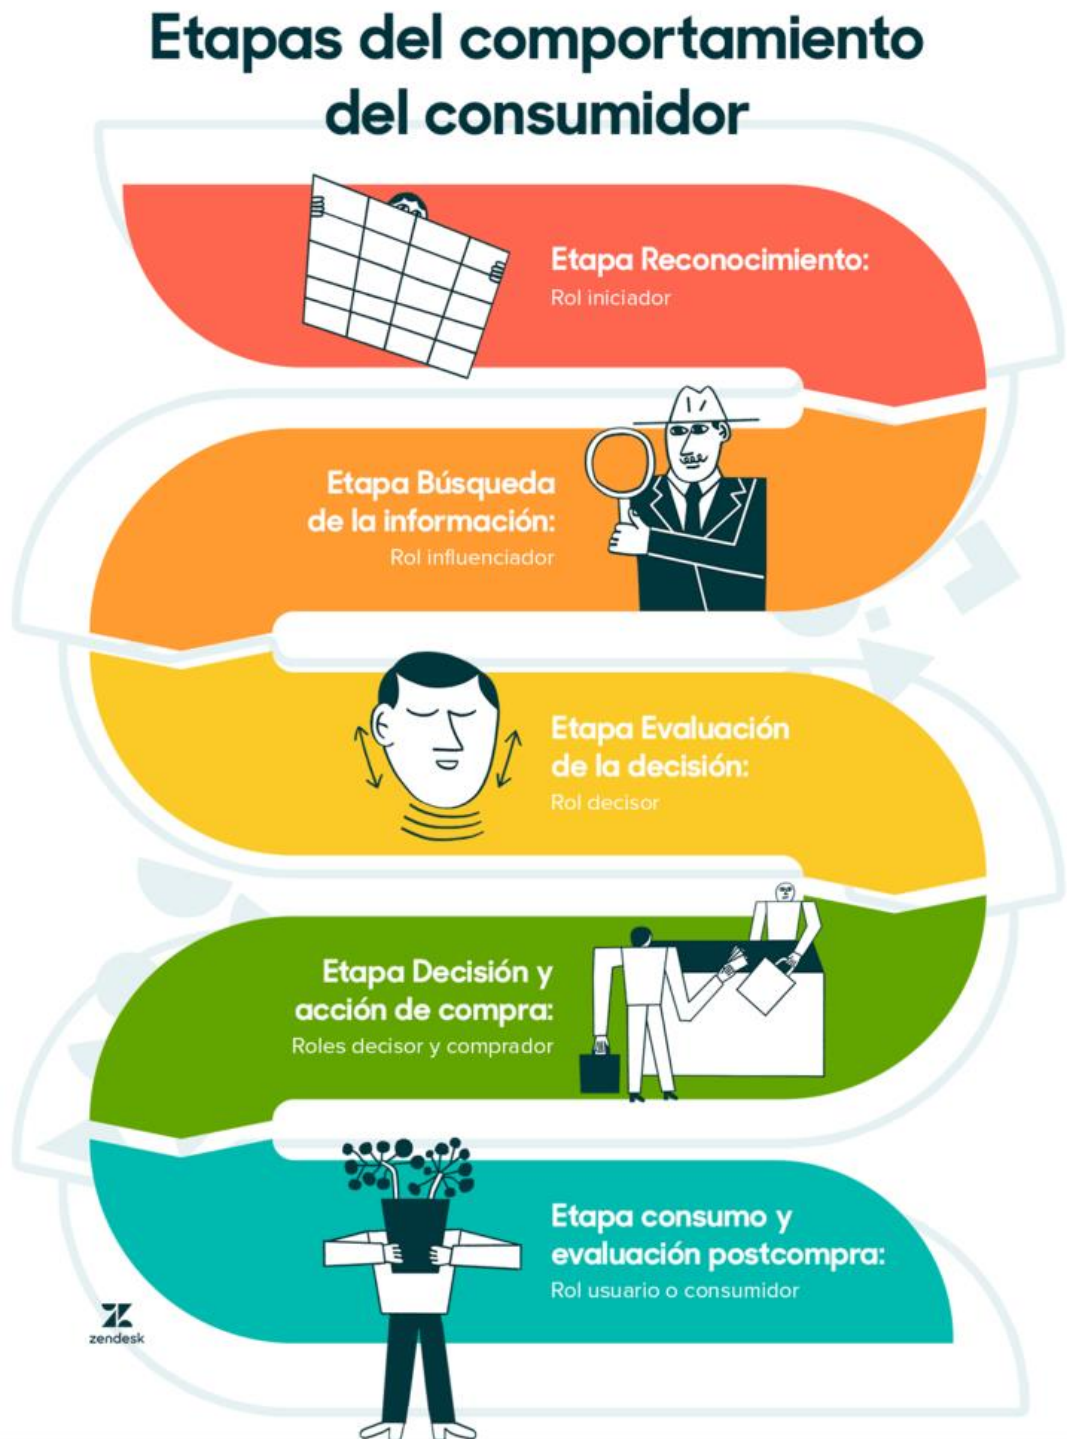 Etapas del comportamiento
del consumidor
Etapa Reconocimiento:
Rol iniciador
Etapa Búsqueda
de la información:
Rol influenciador
Etapa Evaluación
de la decisión:
Rol decisor
Etapa Decisión y
acción de compra:
Roles decisor y comprador
Etapa consumo y
evaluación postcompra:
Rol usuario o consumidor
zendesk